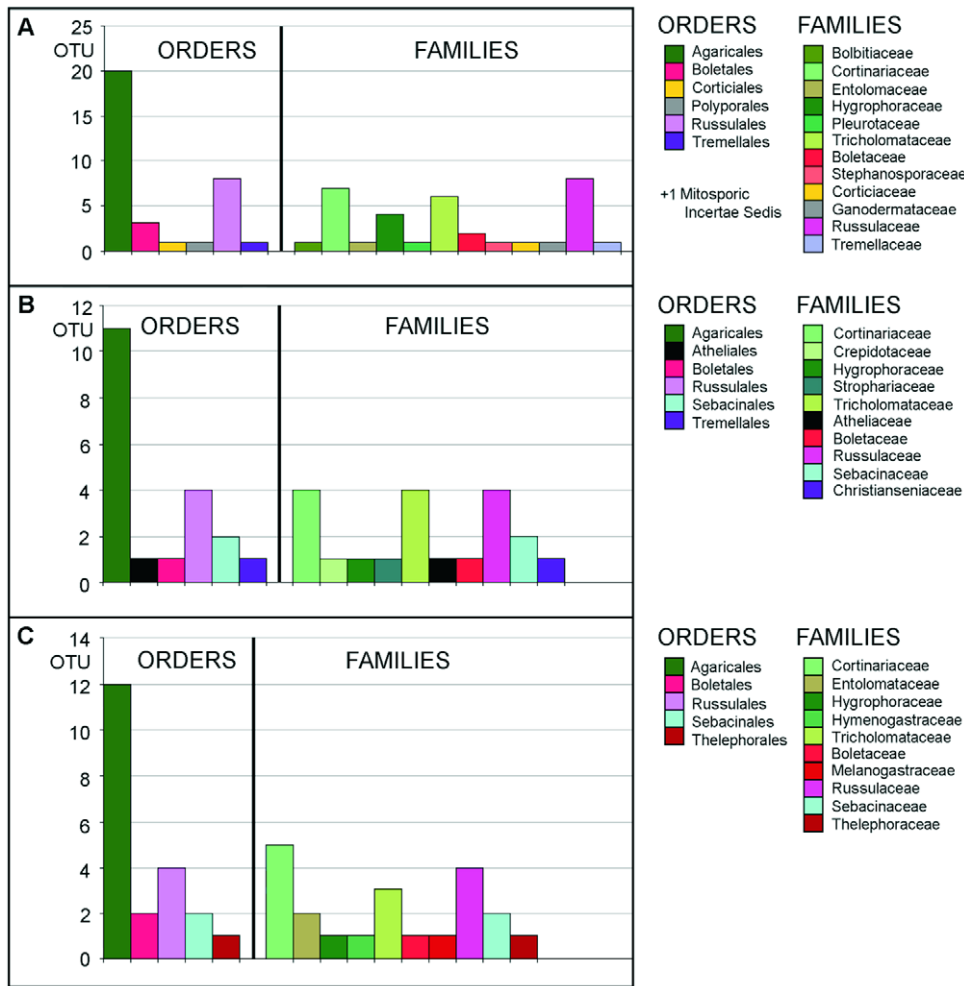 A
25
OTU
20
15
10
5
0
ORDERS
FAMILIES
ORDERS
Agaricales
Boletales
Corticiales
Polyporales
Russulales
Tremellales
+1 Mitosporic
Incertae Sedis
FAMILIES
Bolbitiaceae
Cortinariaceae
Entolomaceae
Hygrophoraceae
Pleurotaceae
Tricholomataceae
Boletaceae
Stephanosporaceae
Corticiaceae
Ganodermataceae
Russulaceae
Tremellaceae
B
12
OTU
10
8
6
4
2
0
ORDERS
FAMILIES
ORDERS
Agaricales
Atheliales
Boletales
Russulales
Sebacinales
Tremellales
FAMILIES
Cortinariaceae
Crepidotaceae
Hygrophoraceae
Strophariaceae
Tricholomataceae
Atheliaceae
Boletaceae
Russulaceae
Sebacinaceae
Christianseniaceae
C
14
OTU
12
10
8
6
4
2
0
ORDERS
FAMILIES
ORDERS
Agaricales
Boletales
Russulales
Sebacinales
Thelephorales
FAMILIES
Cortinariaceae
Entolomataceae
Hygrophoraceae
Hymenogastraceae
Tricholomataceae
Boletaceae
Melanogastraceae
Russulaceae
Sebacinaceae
Thelephoraceae